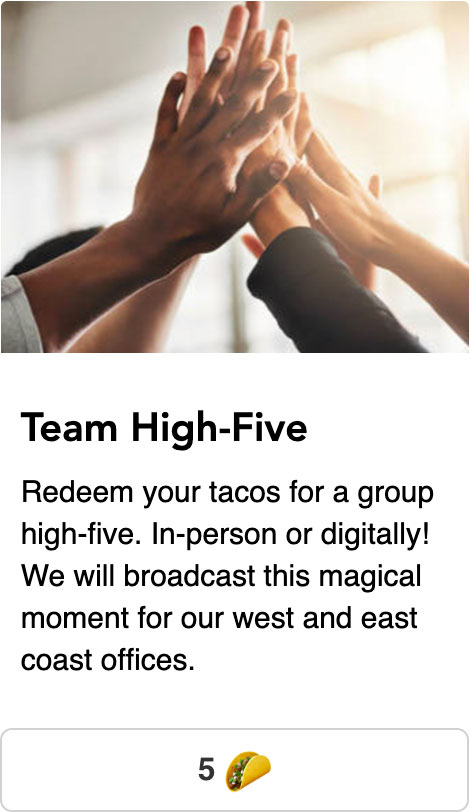 Team High-Five
Redeem your tacos for a group
high-five. In-person or digitally!
We will broadcast this magical
moment for our west and east
coast offices.
5 🌮